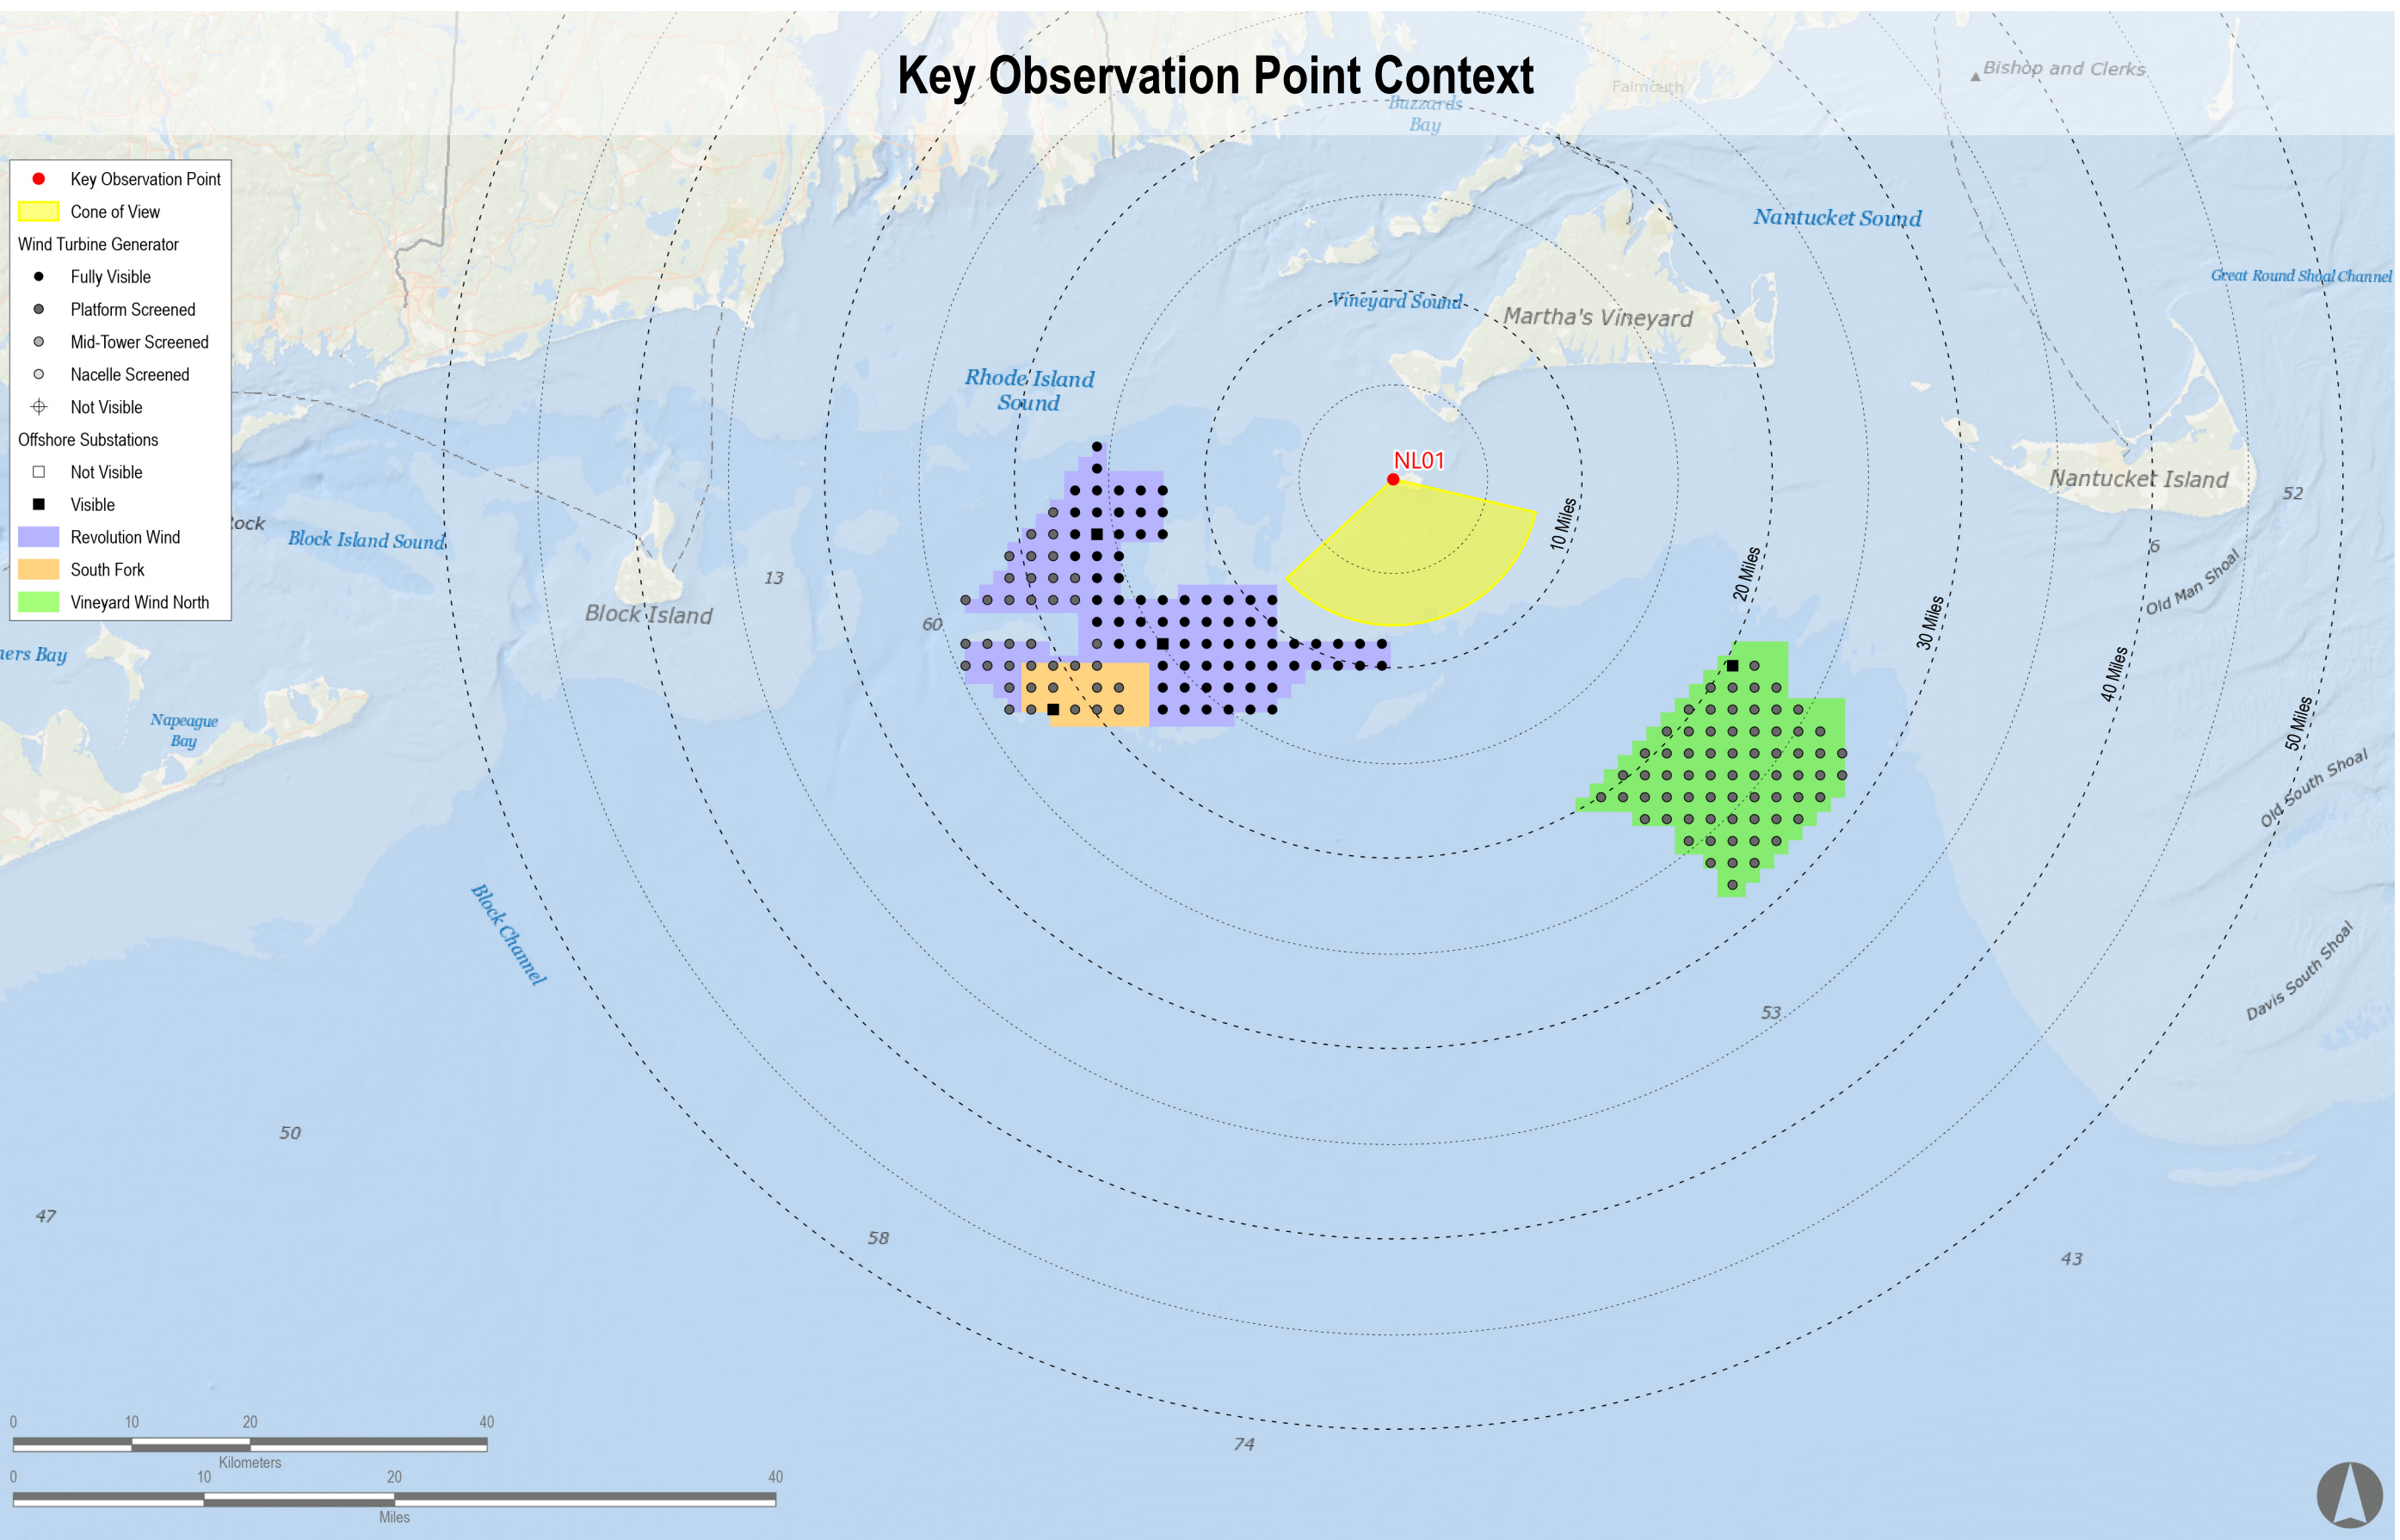 Key Observation Point Context
Bishop and Clerks
Falmouth
Buzzards
Bay
Key Observation Point
Cone of View
Wind Turbine Generator
Fully Visible
Platform Screened
Mid-Tower Screened
Nacelle Screened
Not Visible
Offshore Substations
Not Visible
Visible
Revolution Wind
South Fork
Vineyard Wind North
Nantucket Sound
Great Round Shoal Channel
Vineyard Sound
Martha's Vineyard
Rhode Island
Sound
NL01
Nantucket Island
52
Block Island Sound
10 Miles
20 Miles
30 Miles
40 Miles
50 Miles
6
Old Man Shoal
13
Block Island
60
Bay
Napeague
Bay
Old South Shoal
Block Channel
Davis South Shoal
53
50
47
58
43
74
0 10 20 40
Kilometers
0 10 20 40
Miles